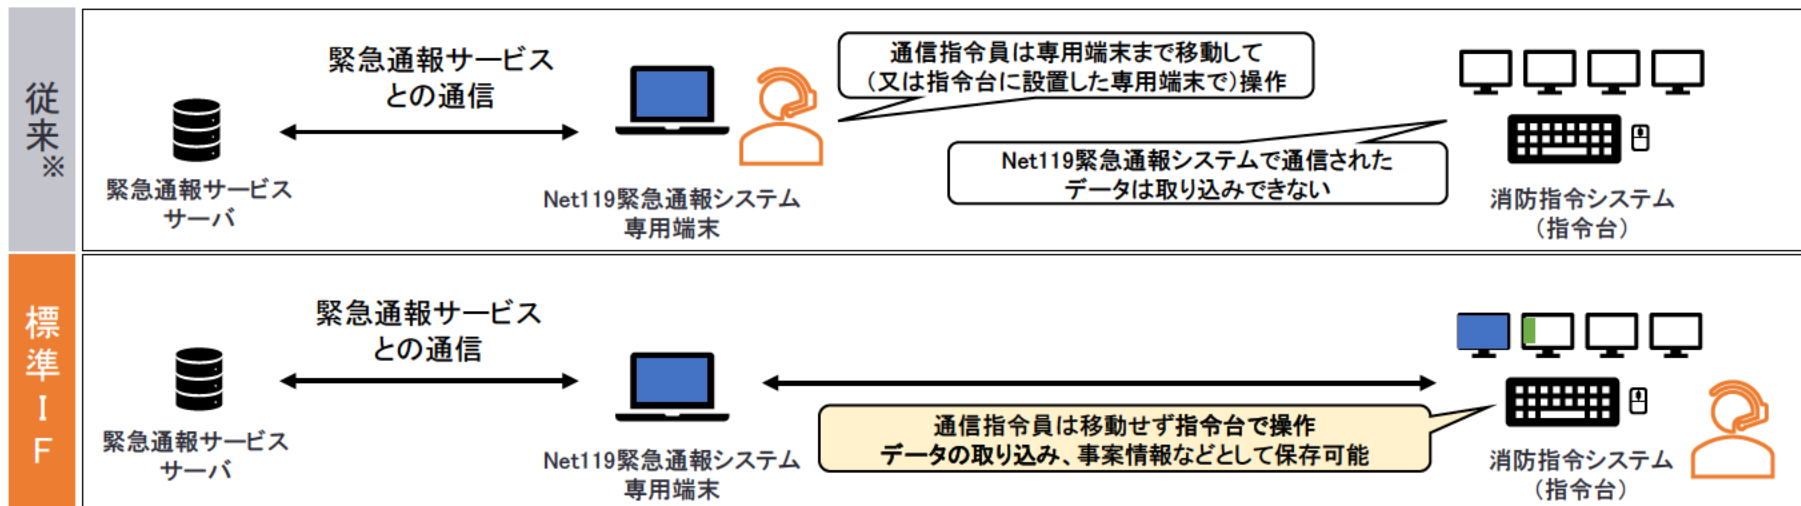 従来※
緊急通報サービス
との通信
通信指令員は専用端末まで移動して
(又は指令台に設置した専用端末で)操作
Net119緊急通報システムで通信された
データは取り込みできない
緊急通報サービス
サーバ
Net119緊急通報システム
専用端末
消防指令システム
(指令台)
標準IF
緊急通報サービス
との通信
通信指令員は移動せず指令台で操作
データの取り込み、事案情報などとして保存可能
緊急通報サービス
サーバ
Net119緊急通報システム
専用端末
消防指令システム
(指令台)